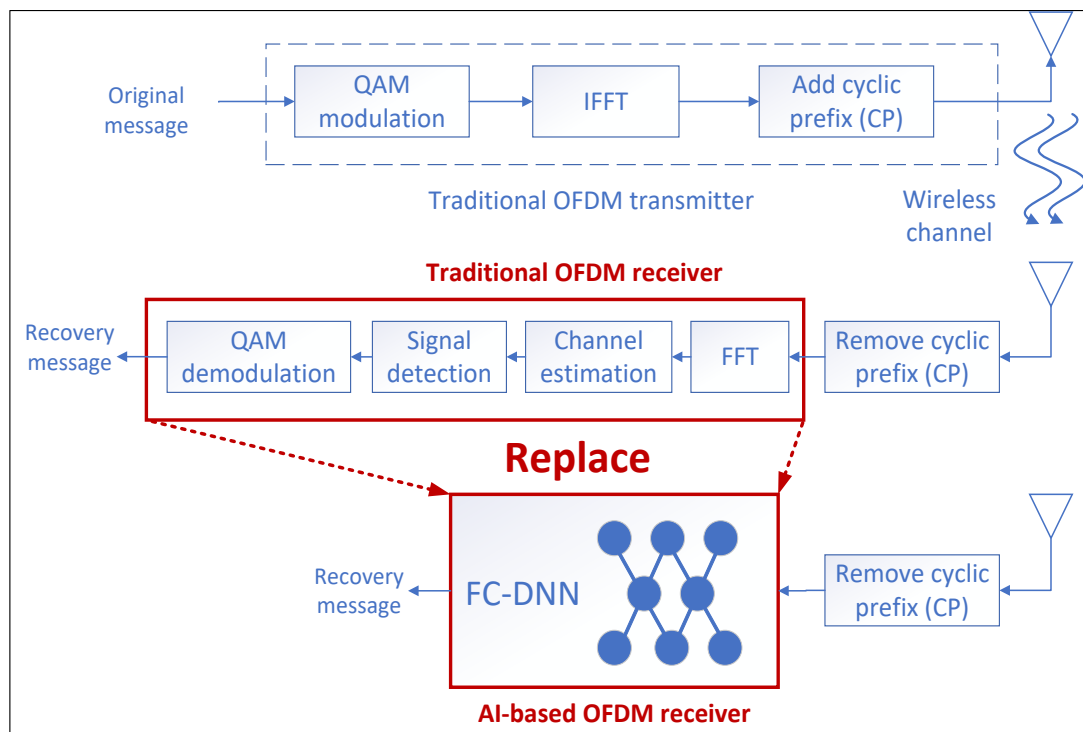 Original
message
QAM
modulation
IFFT
Add cyclic
prefix (CP)
Traditional OFDM transmitter
Wireless
channel
Traditional OFDM receiver
Recovery
message
QAM
demodulation
Signal
detection
Channel
estimation
FFT
Remove cyclic
prefix (CP)
Replace
Recovery
message
FC-DNN
Remove cyclic
prefix (CP)
AI-based OFDM receiver